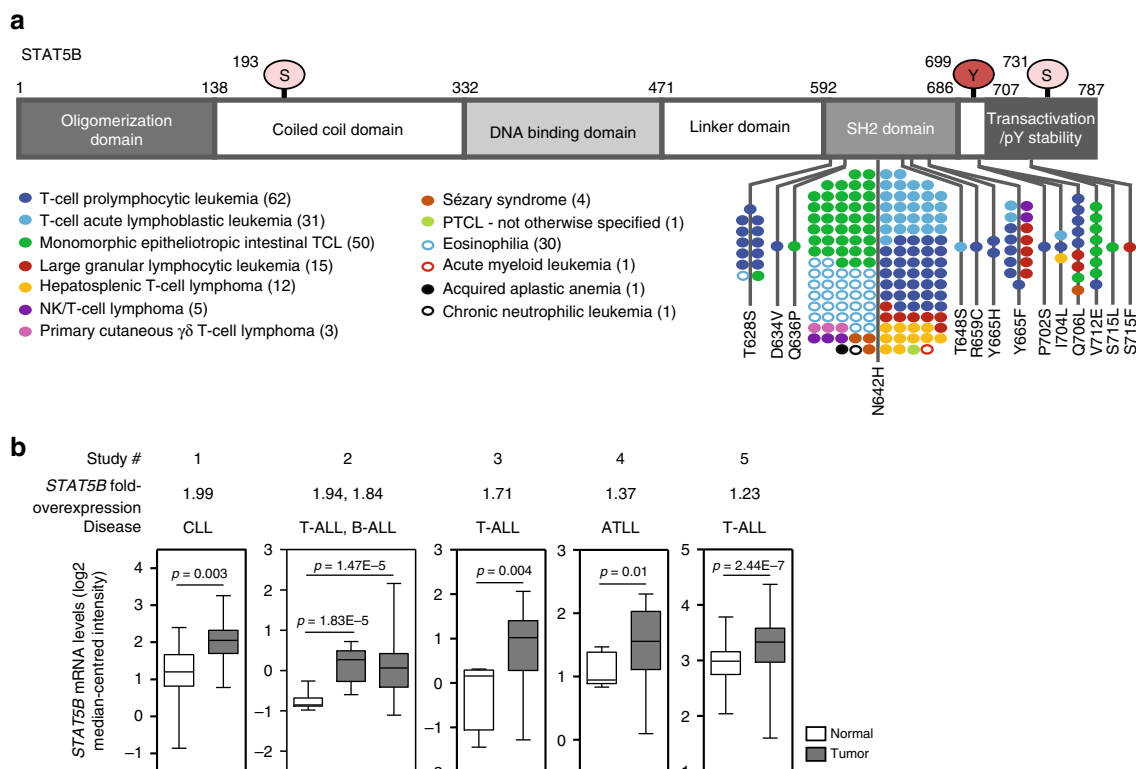 a
STAT5B
193 S
699 Y
731 S
1 138 332 471 592 686 707 787
Oligomerization domain
Coiled coil domain
DNA binding domain
Linker domain
SH2 domain
Transactivation /pY stability
T-cell prolymphocytic leukemia (62)
T-cell acute lymphoblastic leukemia (31)
Monomorphic epitheliotropic intestinal TCL (50)
Large granular lymphocytic leukemia (15)
Hepatosplenic T-cell lymphoma (12)
NK/T-cell lymphoma (5)
Primary cutaneous γδ T-cell lymphoma (3)
Sézary syndrome (4)
PTCL - not otherwise specified (1)
Eosinophilia (30)
Acute myeloid leukemia (1)
Acquired aplastic anemia (1)
Chronic neutrophilic leukemia (1)
T628S
D634V
Q636P
N642H
T648S
R659C
Y665H
Y665F
P702S
I704L
Q706L
V712E
S715L
S715F
b
Study # 1 2 3 4 5
STAT5B fold-overexpression 1.99 1.94, 1.84 1.71 1.37 1.23
Disease CLL T-ALL, B-ALL T-ALL ATLL T-ALL
STAT5B mRNA levels (log2 median-centred intensity)
4 3 2 1 0 –1
p = 0.003
3 2 1 0 –1 –2
p = 1.47E–5
p = 1.83E–5
3 2 1 0 –1
p = 0.004
3 2 1 0
p = 0.01
5 4 3 2
p = 2.44E–7
Normal
Tumor